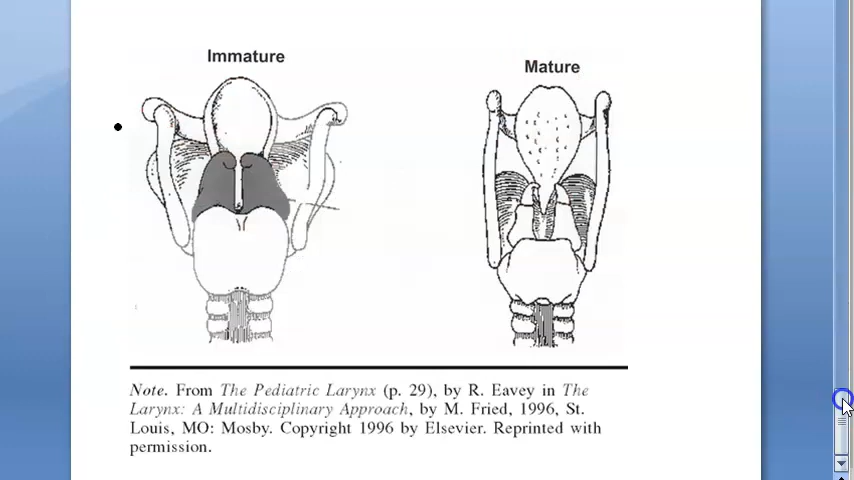 Immature
Mature
Note. From The Pediatric Larynx (p. 29), by R. Eavey in The
Larynx: A Multidisciplinary Approach, by M. Fried, 1996, St.
Louis, MO: Mosby. Copyright 1996 by Elsevier. Reprinted with
permission.